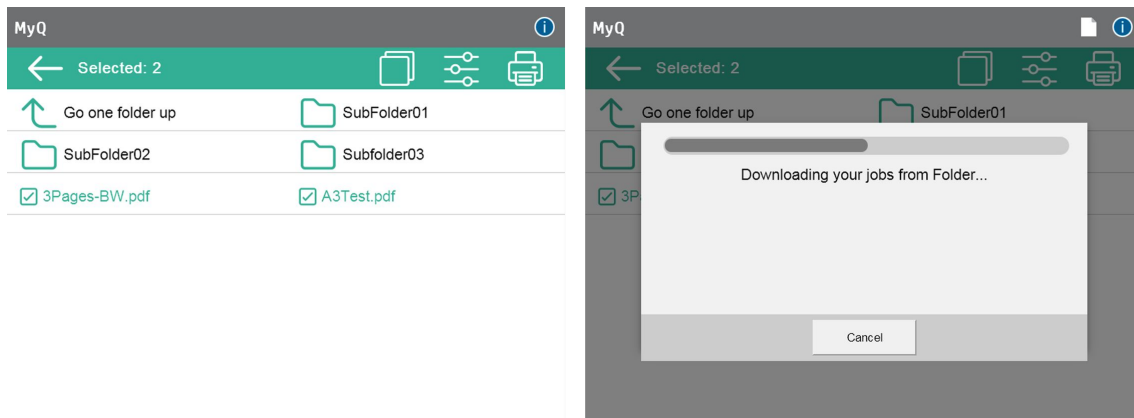 MyQ
Selected: 2
Go one folder up
SubFolder01
SubFolder02
Subfolder03
3Pages-BW.pdf
A3Test.pdf
MyQ
Selected: 2
Go one folder up
SubFolder01
Downloading your jobs from Folder...
3P
Cancel